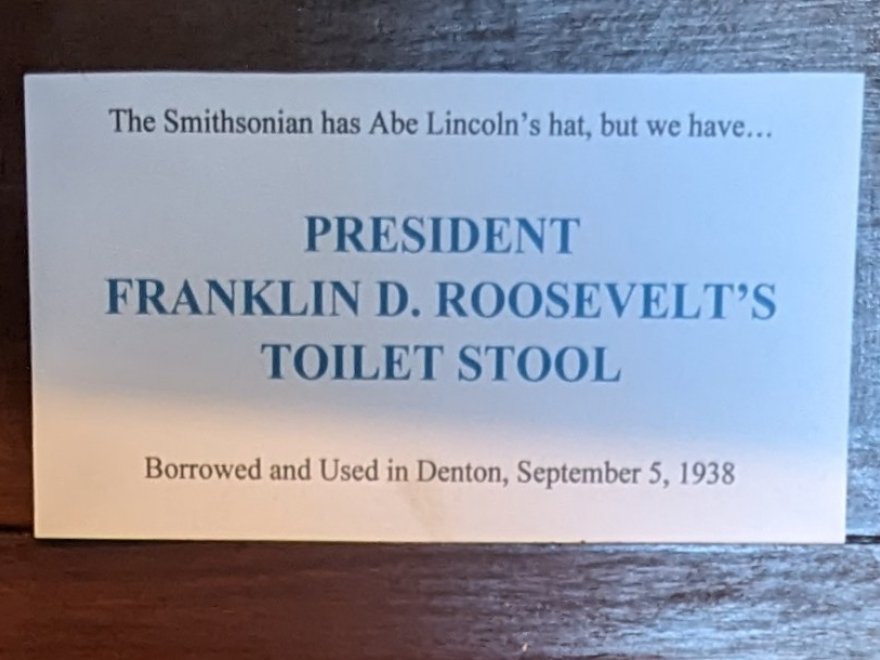 The Smithsonian has Abe Lincoln’s hat, but we have…
PRESIDENT
FRANKLIN D. ROOSEVELT’S
TOILET STOOL
Borrowed and Used in Denton, September 5, 1938